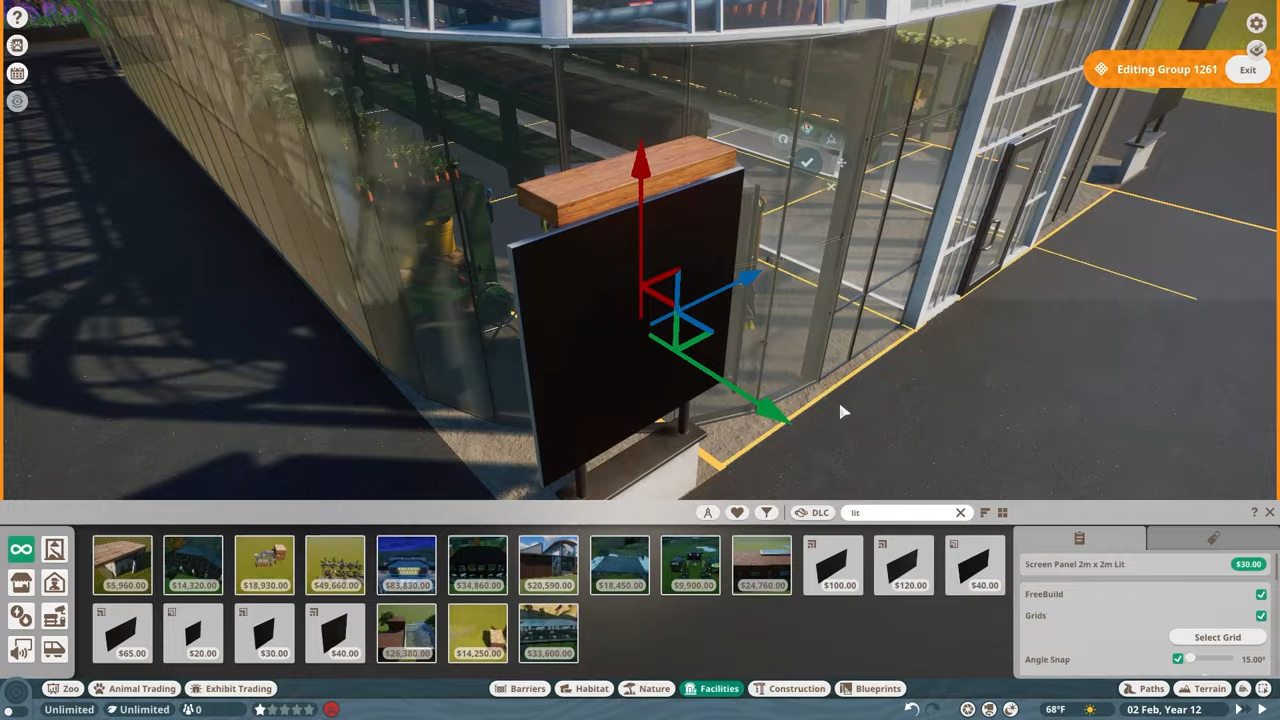 ?
Editing Group 1261
Exit
DLC
lit
?
$5,960.00
$14,320.00
$18,930.00
$49,660.00
$83,830.00
$34,860.00
$20,590.00
$18,450.00
$9,900.00
$24,760.00
$100.00
$120.00
$40.00
$65.00
$20.00
$30.00
$40.00
$26,380.00
$14,250.00
$33,600.00
Screen Panel 2m x 2m Lit
$30.00
FreeBuild
Grids
Select Grid
Angle Snap
15.00°
Zoo
Animal Trading
Exhibit Trading
Barriers
Habitat
Nature
Facilities
Construction
Blueprints
Paths
Terrain
Unlimited
Unlimited
0
68°F
02 Feb, Year 12